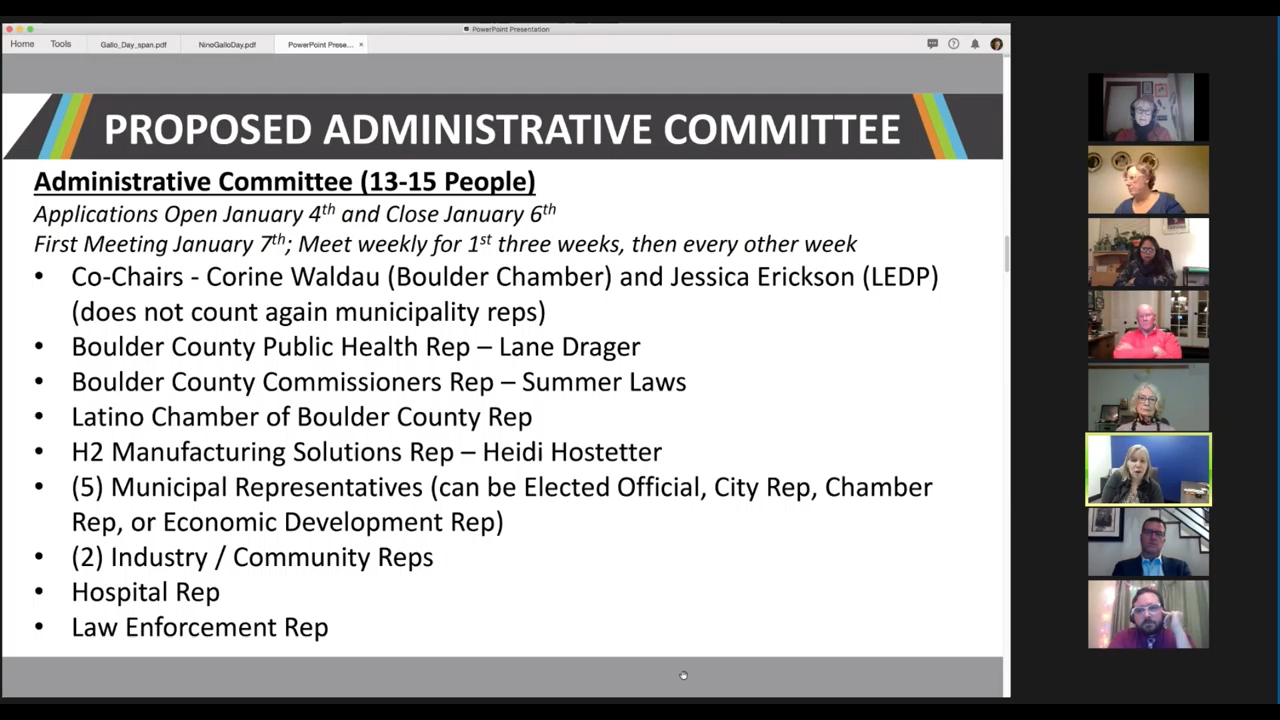 PowerPoint Presentation
Home Tools Gallo_Day_span.pdf NinoGalloDay.pdf PowerPoint Prese... ×
PROPOSED ADMINISTRATIVE COMMITTEE
Administrative Committee (13-15 People)
Applications Open January 4th and Close January 6th
First Meeting January 7th; Meet weekly for 1st three weeks, then every other week
• Co-Chairs - Corine Waldau (Boulder Chamber) and Jessica Erickson (LEDP)
(does not count again municipality reps)
• Boulder County Public Health Rep – Lane Drager
• Boulder County Commissioners Rep – Summer Laws
• Latino Chamber of Boulder County Rep
• H2 Manufacturing Solutions Rep – Heidi Hostetter
• (5) Municipal Representatives (can be Elected Official, City Rep, Chamber
Rep, or Economic Development Rep)
• (2) Industry / Community Reps
• Hospital Rep
• Law Enforcement Rep